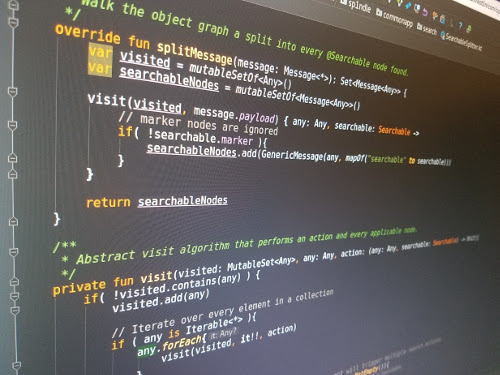 spindle commonapp search SearchableSplitter.kt
Walk the object graph a split into every @Searchable node found.
*/
override fun splitMessage(message: Message<*>): Set<Message<Any>> {
var visited = mutableSetOf<Any>()
var searchableNodes = mutableSetOf<Message<Any>>()
visit(visited, message.payload) { any: Any, searchable: Searchable ->
// marker nodes are ignored
if( !searchable.marker ){
searchableNodes.add(GenericMessage(any, mapOf("searchable" to searchable)))
}
}
return searchableNodes
}
/**
* Abstract visit algorithm that performs an action and every applicable node.
*/
private fun visit(visited: MutableSet<Any>, any: Any, action: (any: Any, searchable: Searchable) -> Unit){
if( !visited.contains(any) ) {
visited.add(any)
// Iterate over every element in a collection
if ( any is Iterable<*> ){
any.forEach{ it: Any?
visit(visited, it!!, action)
}